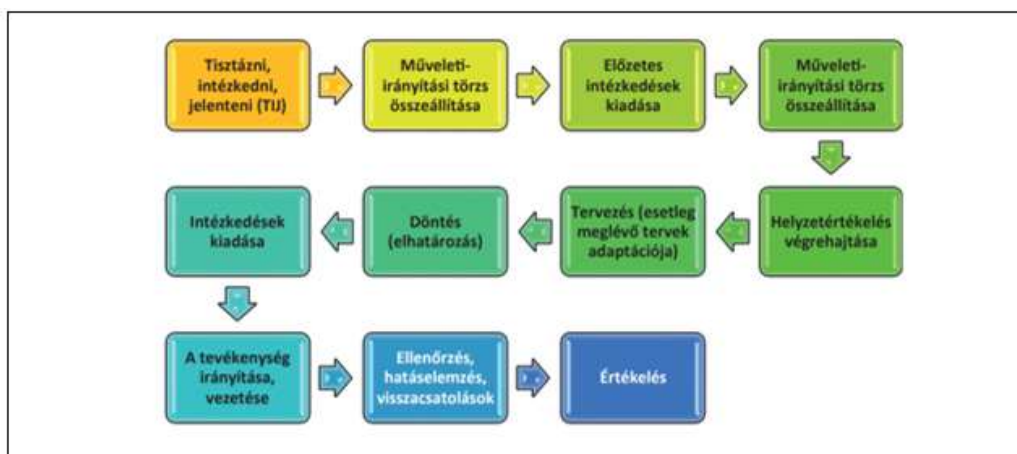 Tisztázni,
intézkedni,
jelenteni (TIJ)
Műveleti-
irányítási törzs
összeállítása
Előzetes
intézkedések
kiadása
Műveleti-
irányítási törzs
összeállítása
Helyzetértékelés
végrehajtása
Tervezés (esetleg
meglévő tervek
adaptációja)
Döntés
(elhatározás)
Intézkedések
kiadása
A tevékenység
irányítása,
vezetése
Ellenőrzés,
hatáselemzés,
visszacsatolások
Értékelés